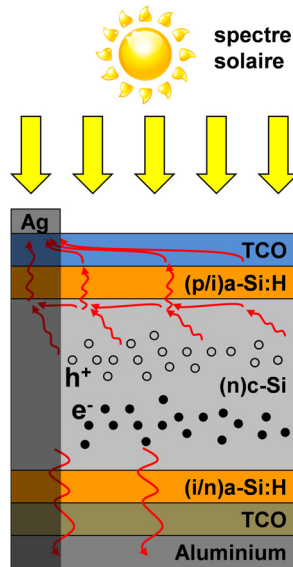 spectre
solaire
Ag
TCO
(p/i)a-Si:H
h⁺
(n)c-Si
e⁻
(i/n)a-Si:H
TCO
Aluminium